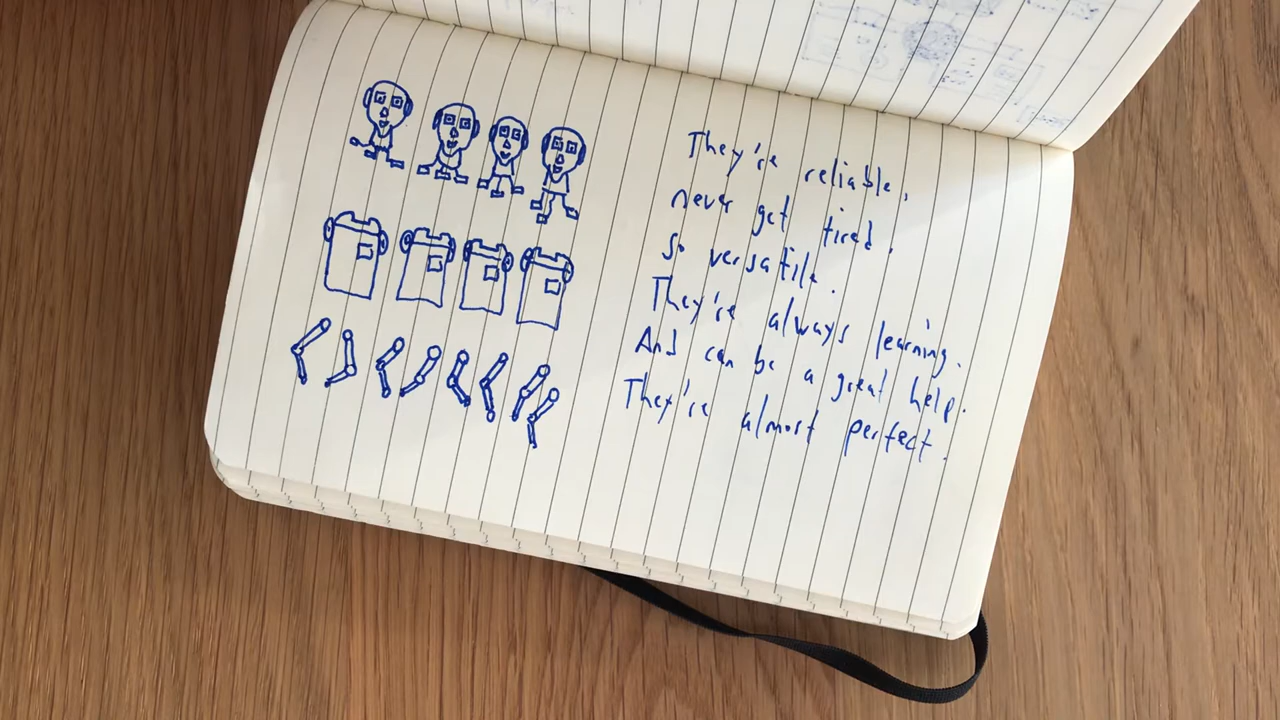 They're reliable,
never get tired,
so versatile.
They're always learning.
And can be a great help.
They're almost perfect.